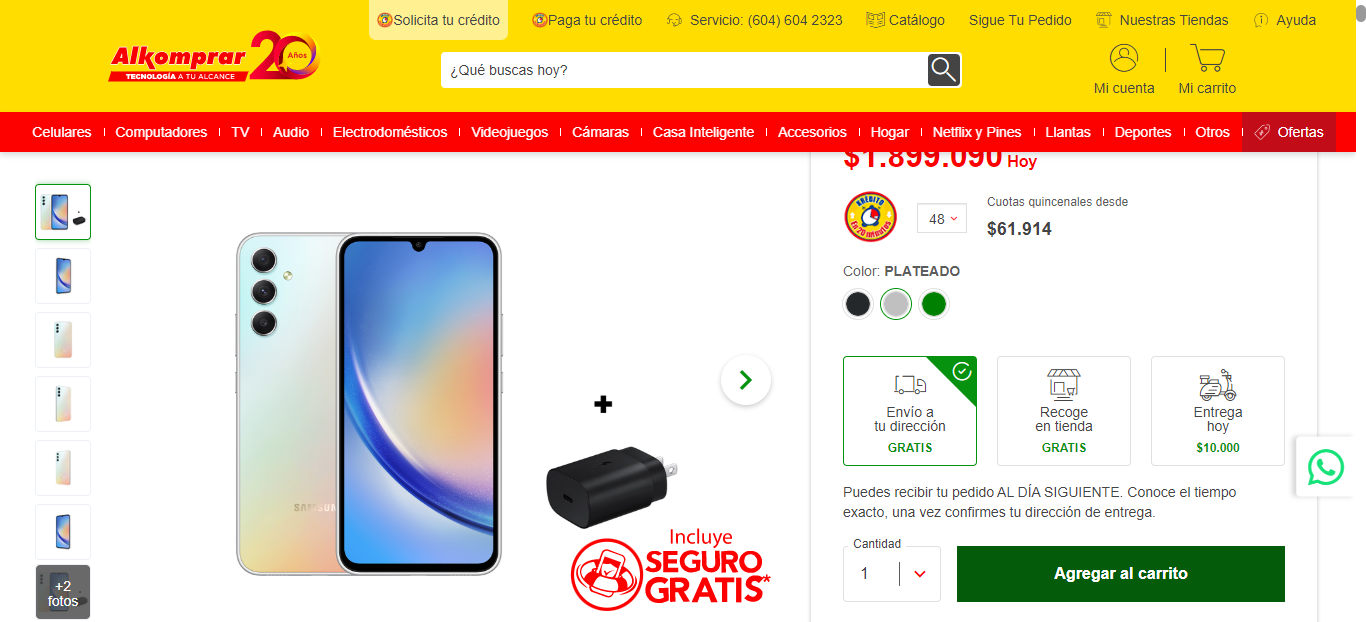 Solicita tu crédito
Paga tu crédito
Servicio: (604) 604 2323
Catálogo
Sigue Tu Pedido
Nuestras Tiendas
Ayuda
Alkomprar 20 Años
TECNOLOGÍA A TU ALCANCE
¿Qué buscas hoy?
Mi cuenta
Mi carrito
Celulares
Computadores
TV
Audio
Electrodomésticos
Videojuegos
Cámaras
Casa Inteligente
Accesorios
Hogar
Netflix y Pines
Llantas
Deportes
Otros
Ofertas
$1.899.090 Hoy
KRÉDITO
En 20 minutos
48
Cuotas quincenales desde
$61.914
Color: PLATEADO
Envío a
tu dirección
GRATIS
Recoge
en tienda
GRATIS
Entrega
hoy
$10.000
Puedes recibir tu pedido AL DÍA SIGUIENTE. Conoce el tiempo
exacto, una vez confirmes tu dirección de entrega.
Cantidad
1
Agregar al carrito
+
Incluye
SEGURO
GRATIS*
+2
fotos